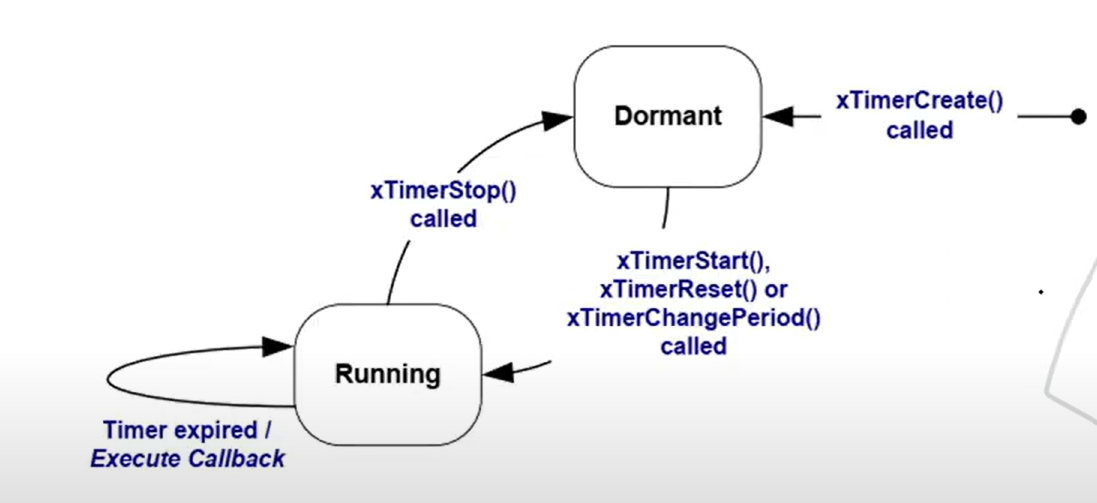 Dormant
xTimerCreate()
called
xTimerStop()
called
xTimerStart(),
xTimerReset() or
xTimerChangePeriod()
called
Running
Timer expired /
Execute Callback